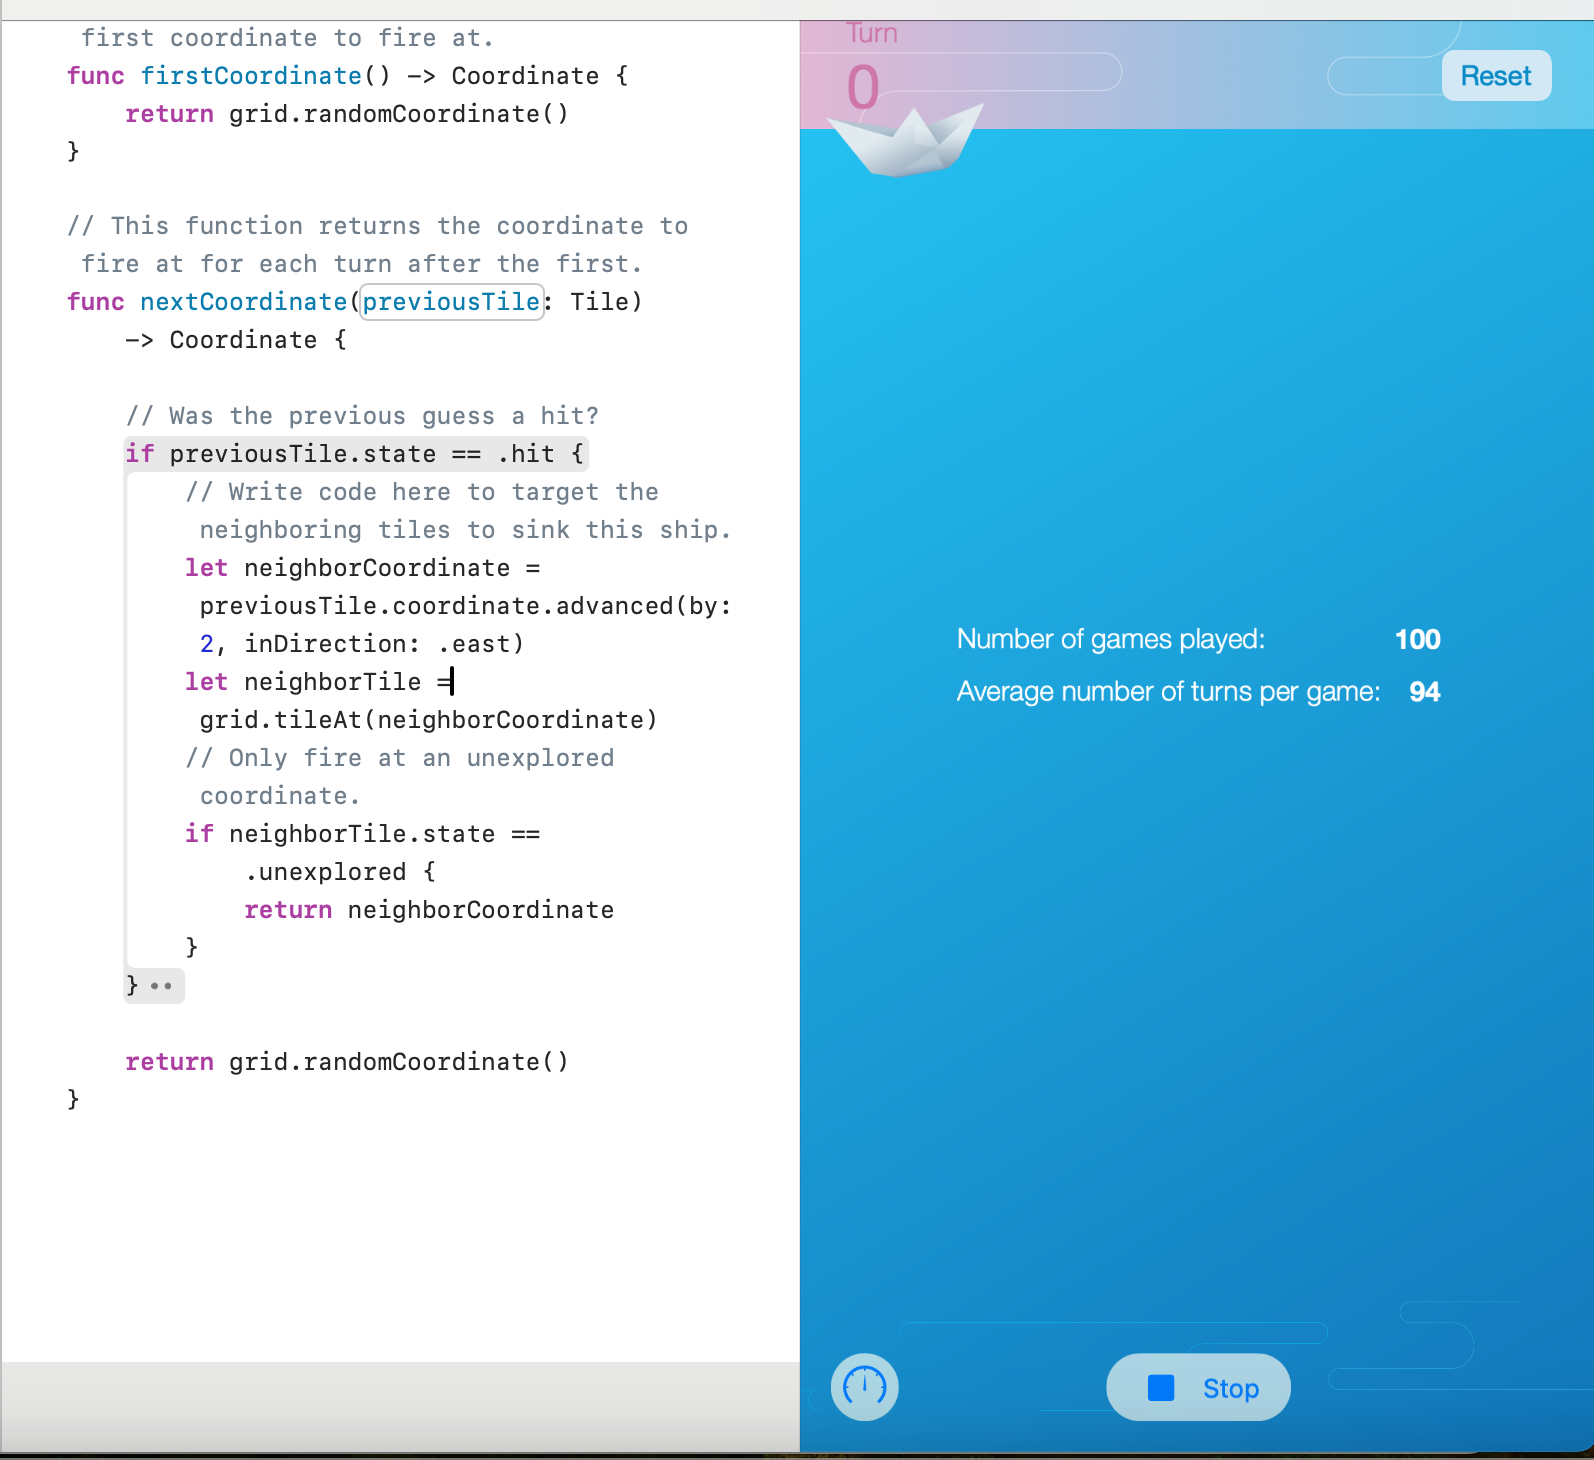 first coordinate to fire at.
func firstCoordinate() -> Coordinate {
return grid.randomCoordinate()
}
// This function returns the coordinate to
fire at for each turn after the first.
func nextCoordinate(previousTile: Tile)
-> Coordinate {
// Was the previous guess a hit?
if previousTile.state == .hit {
// Write code here to target the
neighboring tiles to sink this ship.
let neighborCoordinate =
previousTile.coordinate.advanced(by:
2, inDirection: .east)
let neighborTile =
grid.tileAt(neighborCoordinate)
// Only fire at an unexplored
coordinate.
if neighborTile.state ==
.unexplored {
return neighborCoordinate
}
}
return grid.randomCoordinate()
}
Turn
0
Reset
Number of games played: 100
Average number of turns per game: 94
Stop